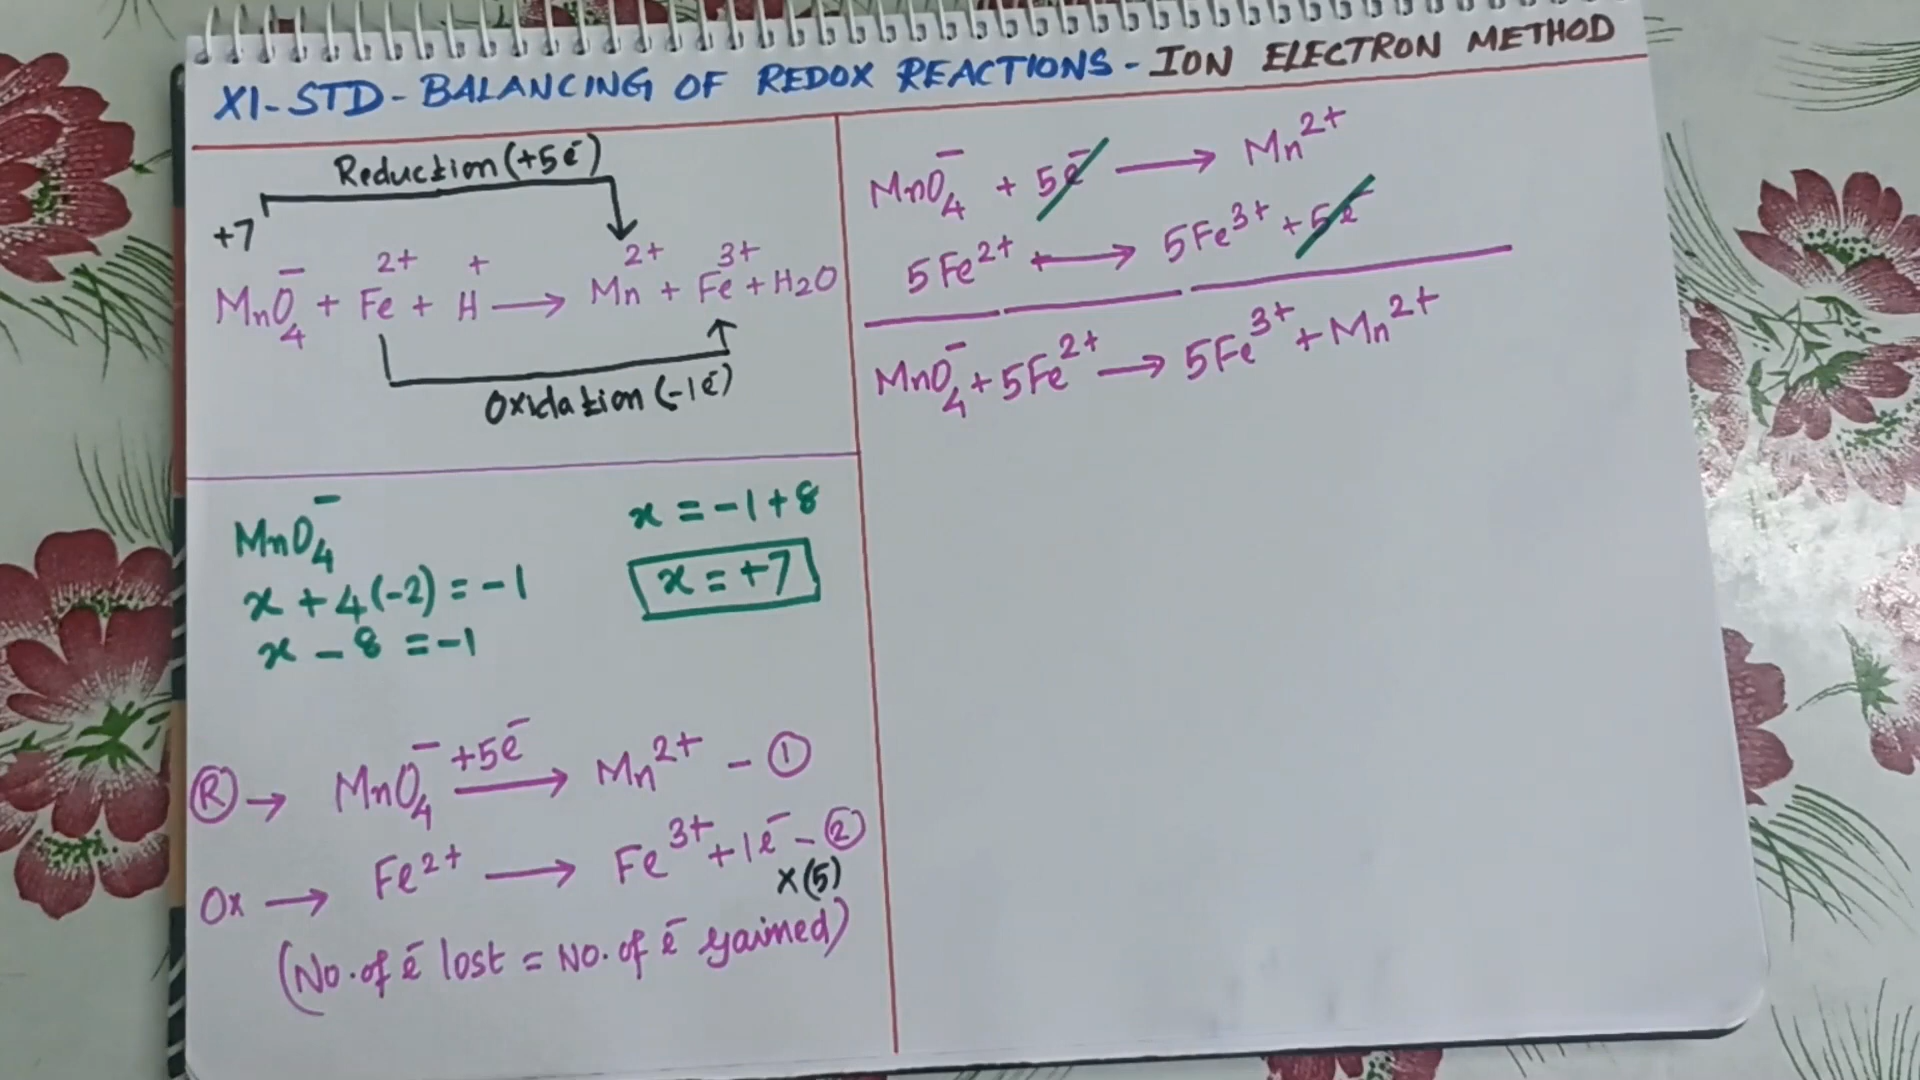 XI-STD-BALANCING OF REDOX REACTIONS - ION ELECTRON METHOD
Reduction (+5e⁻)
+7
MnO₄⁻ + Fe²⁺ + H⁺ ⟶ Mn²⁺ + Fe³⁺ + H2O
Oxidation (-1e⁻)
MnO₄⁻
x + 4(-2) = -1
x - 8 = -1
x = -1+8
x = +7
Ⓡ → MnO₄⁻ +5e⁻ ⟶ Mn²⁺ - ①
Ox → Fe²⁺ ⟶ Fe³⁺ + 1e⁻ - ②
x(5)
(No. of e⁻ lost = No. of e⁻ gained)
MnO₄⁻ + 5e⁻ ⟶ Mn²⁺
5Fe²⁺ ⟶ 5Fe³⁺ + 5e⁻
MnO₄⁻ + 5Fe²⁺ ⟶ 5Fe³⁺ + Mn²⁺